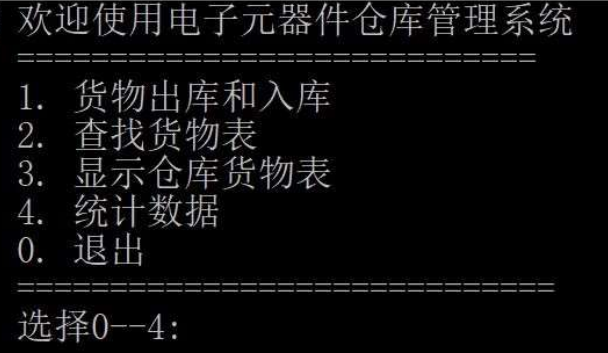 欢迎使用电子元器件仓库管理系统
=============================
1. 货物出库和入库
2. 查找货物表
3. 显示仓库货物表
4. 统计数据
0. 退出
==============================
选择0--4: